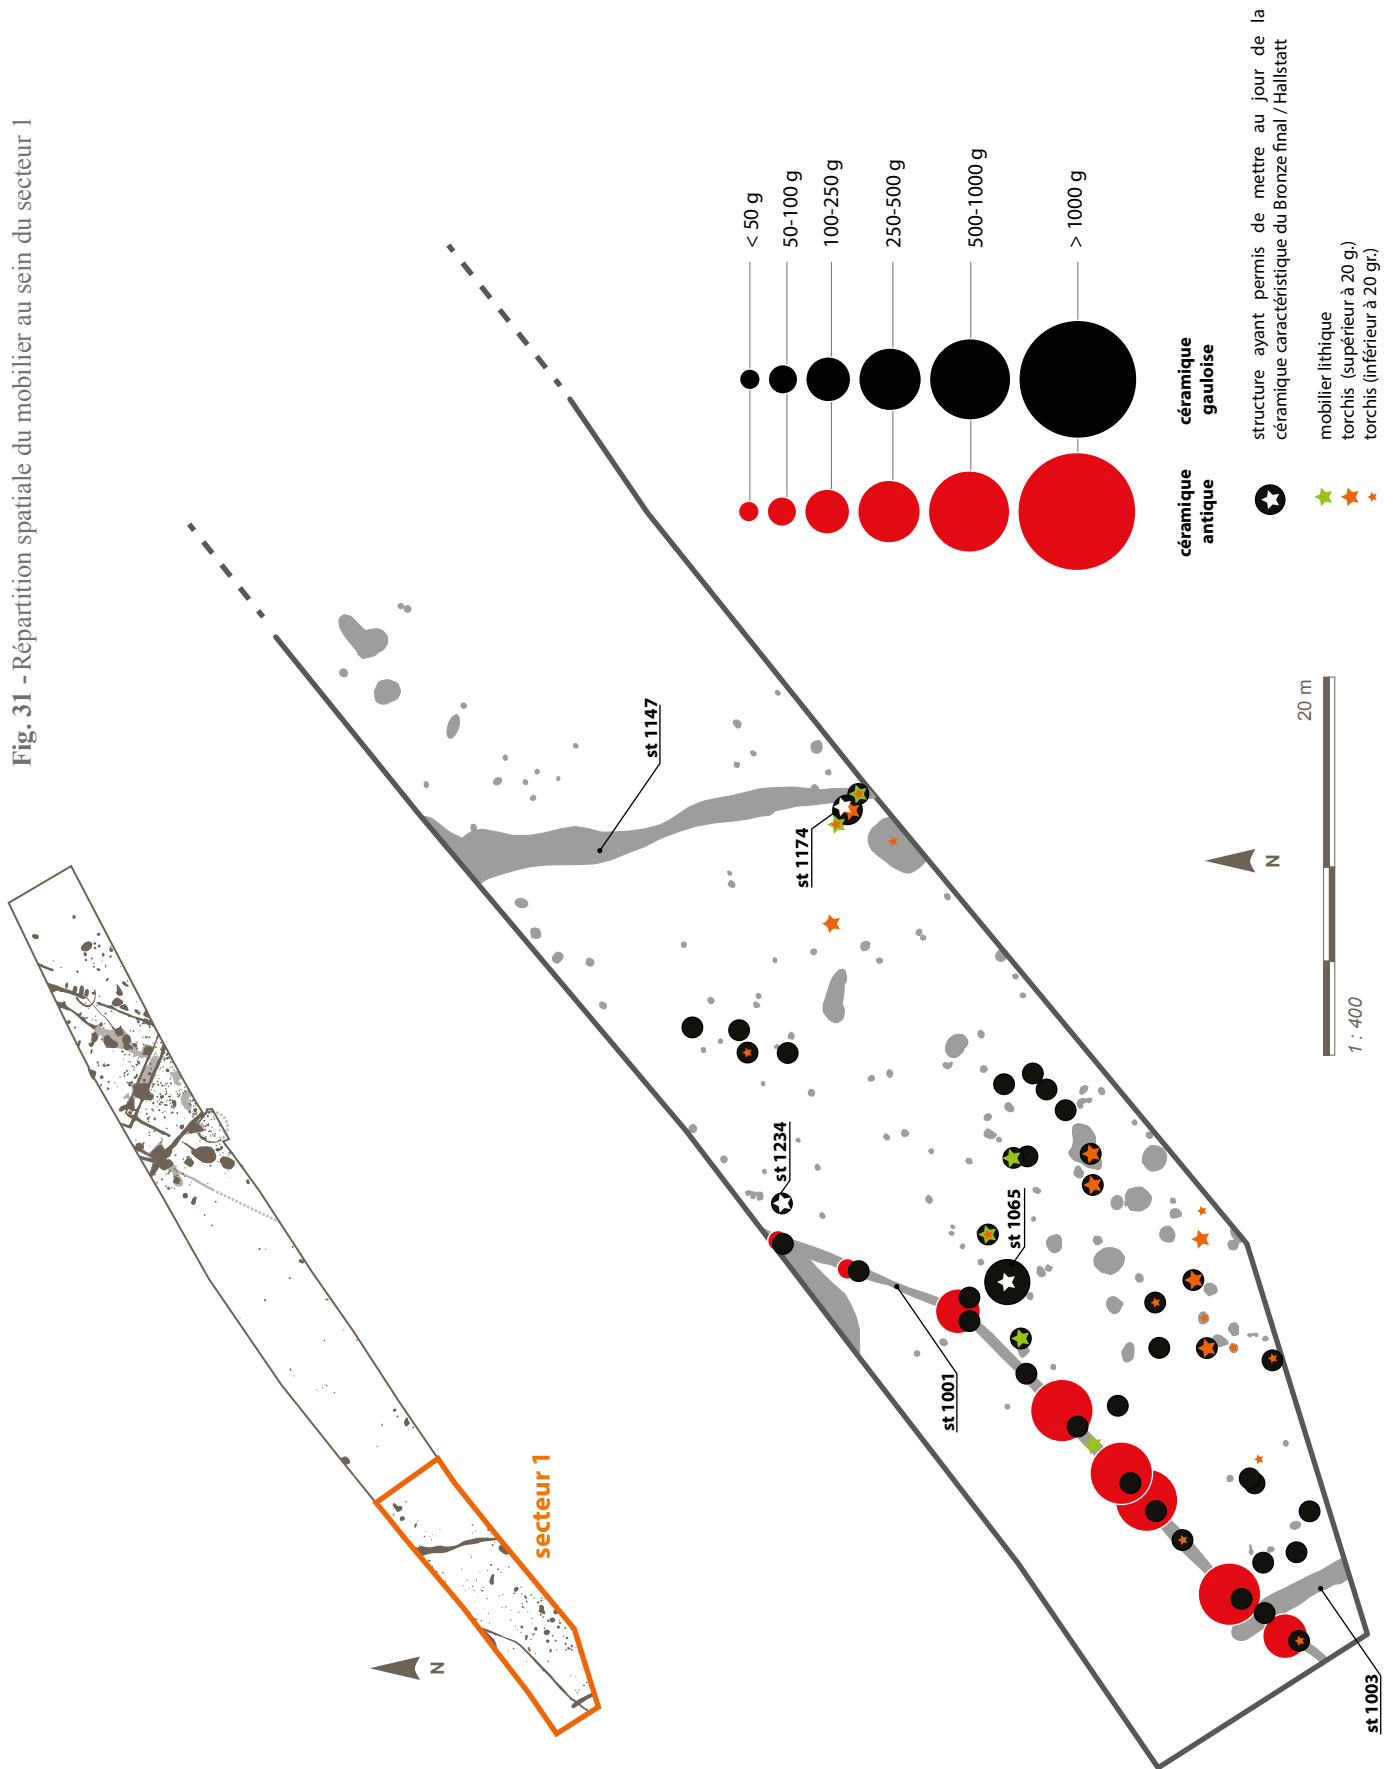 Fig. 31 - Répartition spatiale du mobilier au sein du secteur 1
N
secteur 1
st 1147
st 1174
st 1234
st 1065
st 1001
st 1003
< 50 g
50-100 g
100-250 g
250-500 g
500-1000 g
> 1000 g
céramique
antique
céramique
gauloise
structure ayant permis de mettre au jour de la
céramique caractéristique du Bronze final / Hallstatt
mobilier lithique
torchis (supérieur à 20 g.)
torchis (inférieur à 20 gr.)
N
20 m
1 : 400